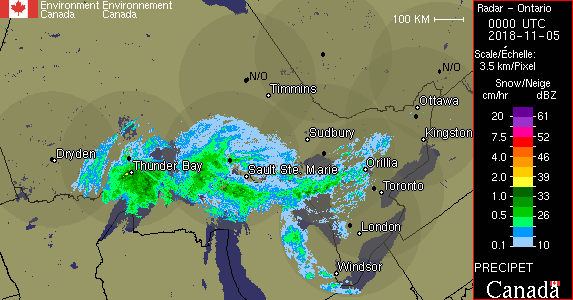 Environment Environnement
Canada Canada
100 KM
N/O
N/O
Timmins
Ottawa
Sudbury
Kingston
Dryden
Thunder Bay
Sault Ste. Marie
Orillia
Toronto
London
Windsor
Radar - Ontario
0000 UTC
2018-11-05
Scale/Échelle:
3.5 km/Pixel
Snow/Neige
cm/hr dBZ
20 61
7.5 52
4.0 46
2.0 39
1.0 33
0.5 26
0.1 10
PRECIPET
Canada